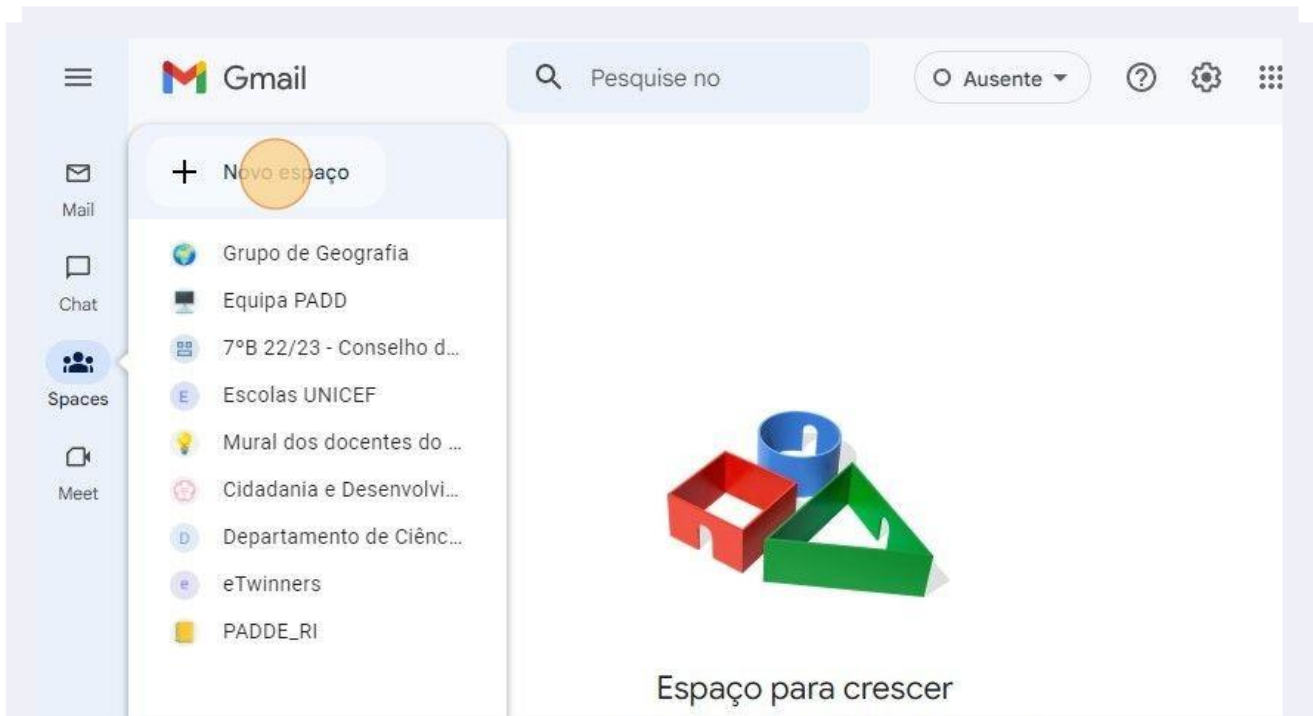 Gmail
Pesquise no
Ausente
Mail
Chat
Spaces
Meet
Novo espaço
Grupo de Geografia
Equipa PADD
7ºB 22/23 - Conselho d...
E Escolas UNICEF
Mural dos docentes do ...
Cidadania e Desenvolvi...
D Departamento de Ciênc...
e eTwinners
PADDE_RI
Espaço para crescer